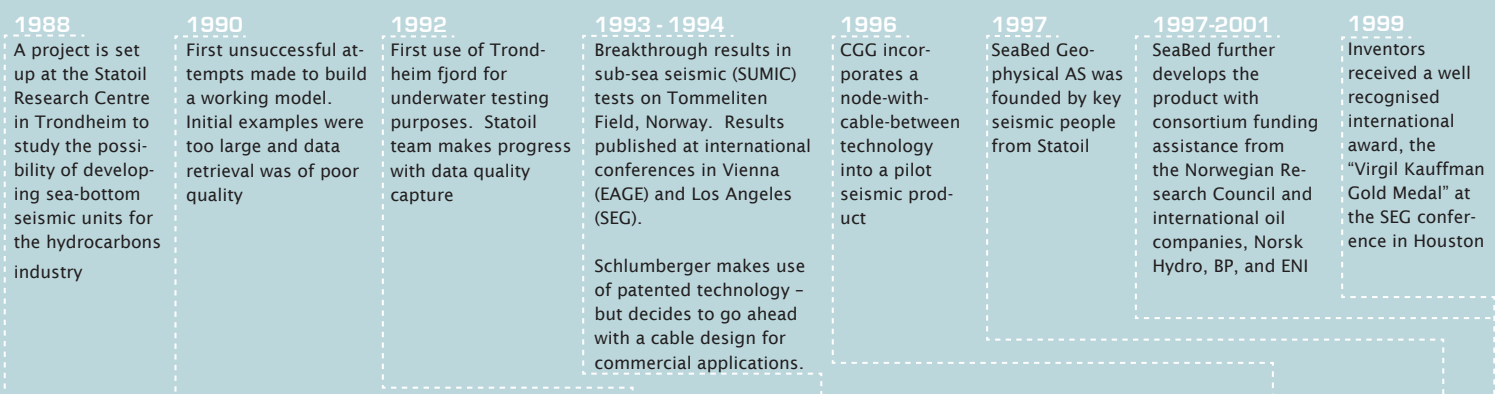 1988
A project is set
up at the Statoil
Research Centre
in Trondheim to
study the possi-
bility of develop-
ing sea-bottom
seismic units for
the hydrocarbons
industry
1990
First unsuccessful at-
tempts made to build
a working model.
Initial examples were
too large and data
retrieval was of poor
quality
1992
First use of Trond-
heim fjord for
underwater testing
purposes. Statoil
team makes progress
with data quality
capture
1993 - 1994
Breakthrough results in
sub-sea seismic (SUMIC)
tests on Tommeliten
Field, Norway. Results
published at international
conferences in Vienna
(EAGE) and Los Angeles
(SEG).
Schlumberger makes use
of patented technology –
but decides to go ahead
with a cable design for
commercial applications.
1996
CGG incor-
porates a
node-with-
cable-between
technology
into a pilot
seismic prod-
uct
1997
SeaBed Geo-
physical AS was
founded by key
seismic people
from Statoil
1997-2001
SeaBed further
develops the
product with
consortium funding
assistance from
the Norwegian Re-
search Council and
international oil
companies, Norsk
Hydro, BP, and ENI
1999
Inventors
received a well
recognised
international
award, the
“Virgil Kauffman
Gold Medal” at
the SEG confer-
ence in Houston